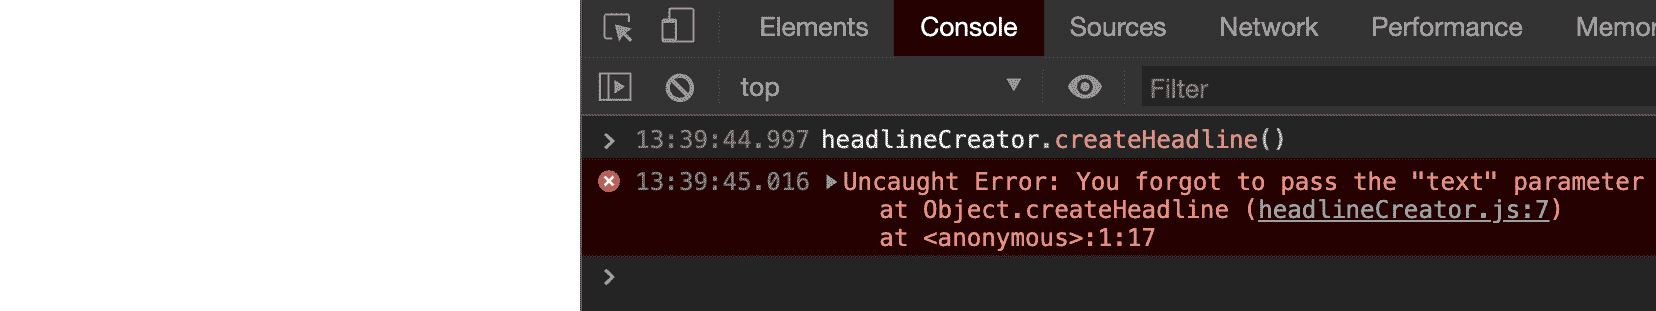 Elements Console Sources Network Performance Memor
top Filter
13:39:44.997 headlineCreator.createHeadline()
13:39:45.016 Uncaught Error: You forgot to pass the "text" parameter
at Object.createHeadline (headlineCreator.js:7)
at <anonymous>:1:17